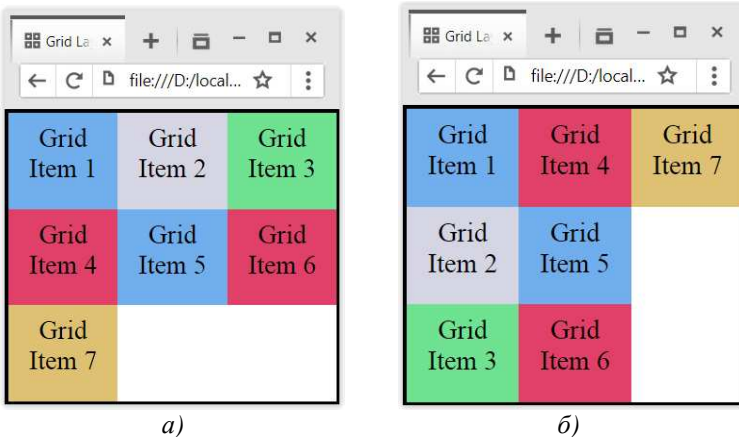 Grid La
file:///D:/local...
Grid Item 1
Grid Item 2
Grid Item 3
Grid Item 4
Grid Item 5
Grid Item 6
Grid Item 7
а)
Grid La
file:///D:/local...
Grid Item 1
Grid Item 4
Grid Item 7
Grid Item 2
Grid Item 5
Grid Item 3
Grid Item 6
б)